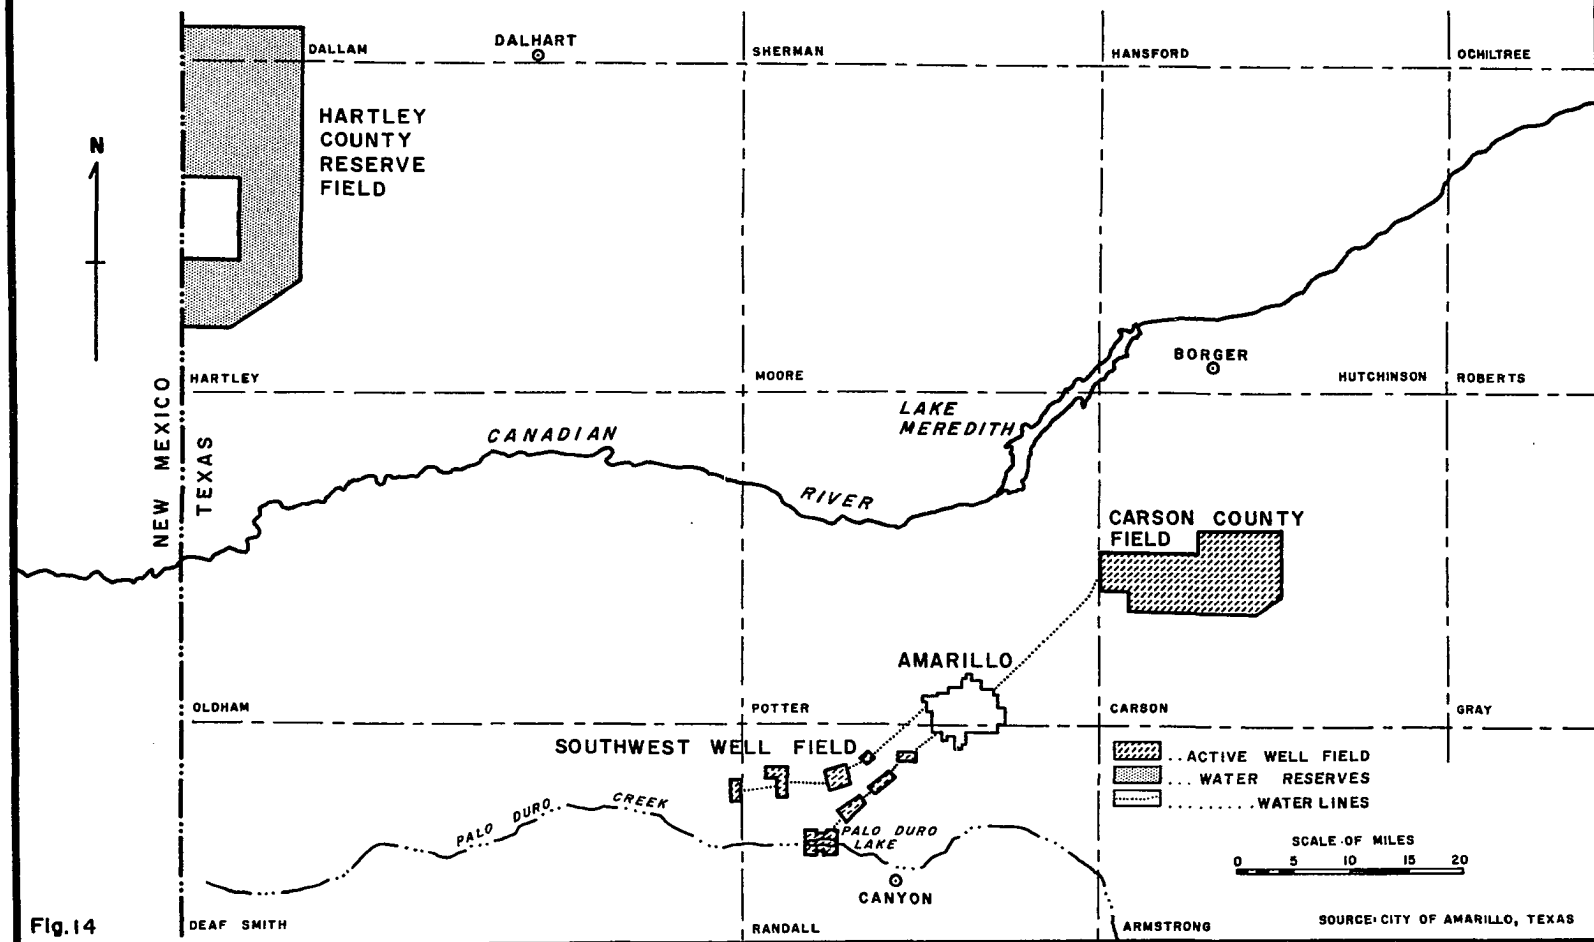 DALLAM
DALHART
SHERMAN
HANSFORD
OCHILTREE
HARTLEY
COUNTY
RESERVE
FIELD
N
HARTLEY
MOORE
BORGER
HUTCHINSON
ROBERTS
NEW MEXICO
TEXAS
CANADIAN
RIVER
LAKE
MEREDITH
CARSON COUNTY
FIELD
AMARILLO
OLDHAM
POTTER
CARSON
GRAY
SOUTHWEST WELL FIELD
PALO DURO CREEK
PALO DURO
LAKE
CANYON
..ACTIVE WELL FIELD
... WATER RESERVES
.........WATER LINES
SCALE OF MILES
0 5 10 15 20
Fig.14
DEAF SMITH
RANDALL
ARMSTRONG
SOURCE: CITY OF AMARILLO, TEXAS